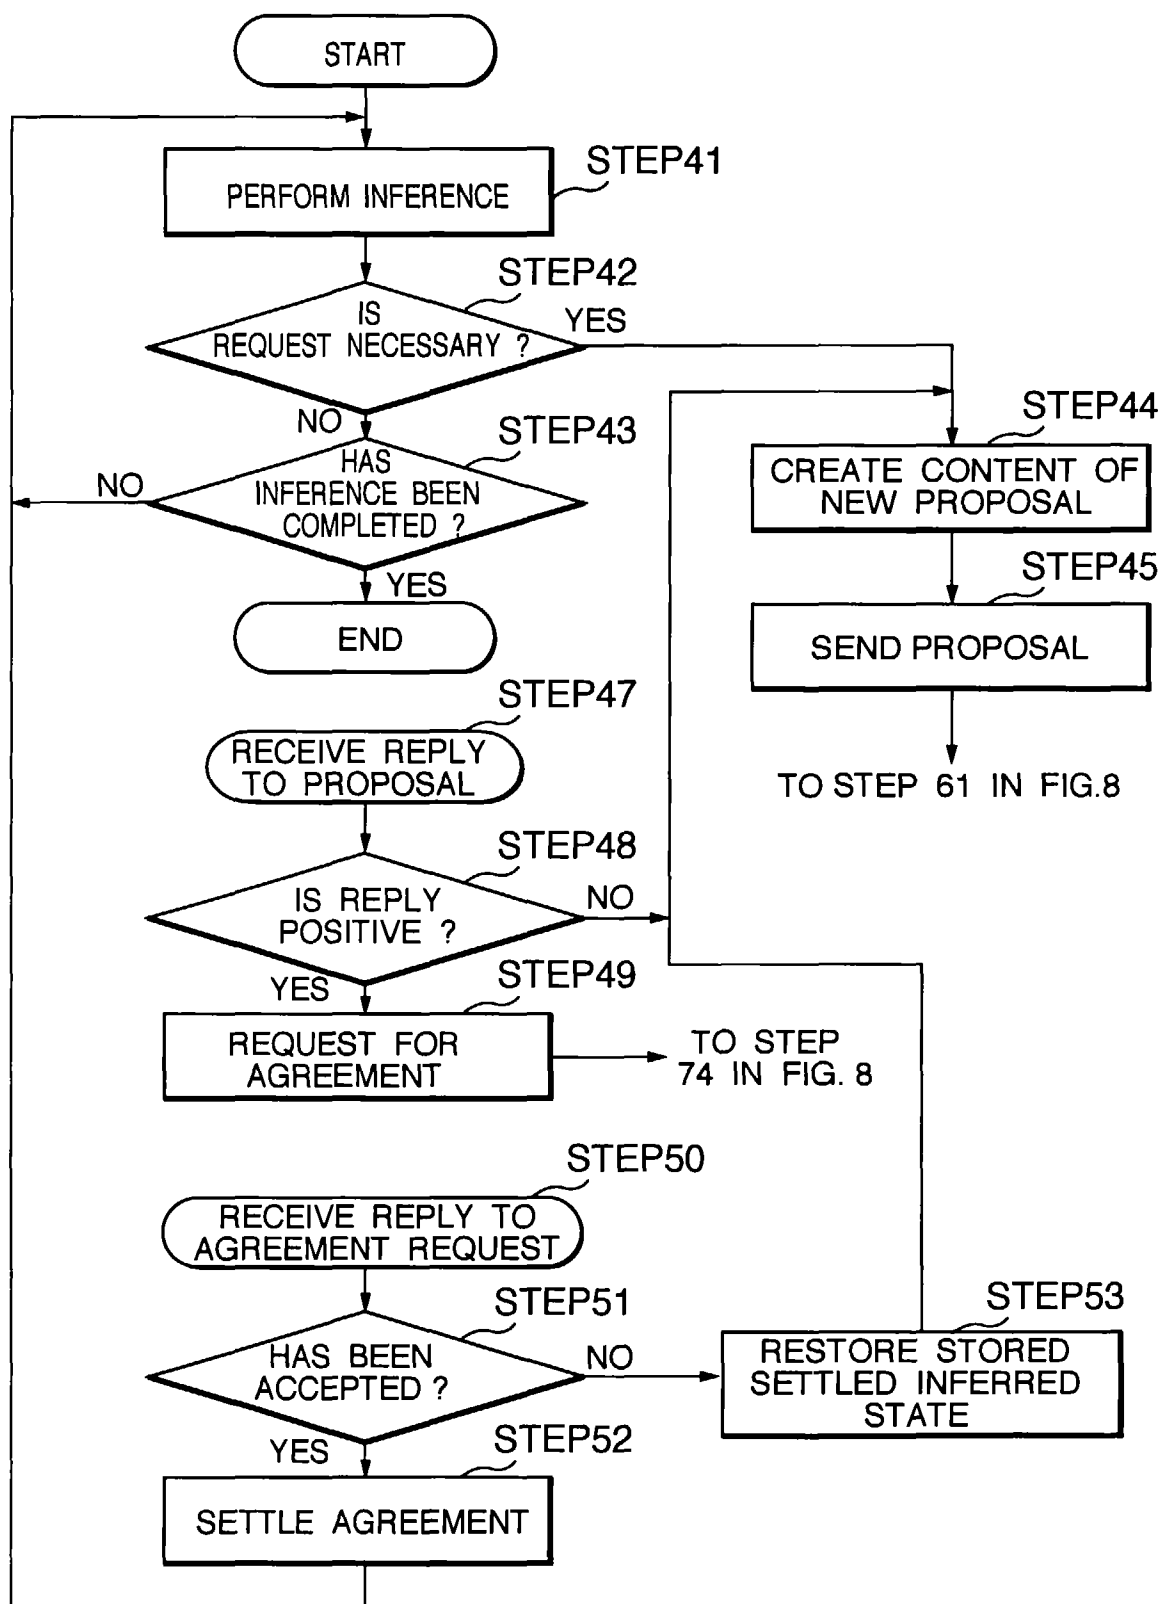 START
STEP41
PERFORM INFERENCE
STEP42
IS
REQUEST NECESSARY ?
YES
NO
STEP43
HAS
INFERENCE BEEN
COMPLETED ?
NO
YES
END
STEP44
CREATE CONTENT OF
NEW PROPOSAL
STEP45
SEND PROPOSAL
TO STEP 61 IN FIG.8
STEP47
RECEIVE REPLY
TO PROPOSAL
STEP48
IS REPLY
POSITIVE ?
NO
YES
STEP49
REQUEST FOR
AGREEMENT
TO STEP
74 IN FIG. 8
STEP50
RECEIVE REPLY TO
AGREEMENT REQUEST
STEP51
HAS BEEN
ACCEPTED ?
NO
STEP53
RESTORE STORED
SETTLED INFERRED
STATE
YES
STEP52
SETTLE AGREEMENT